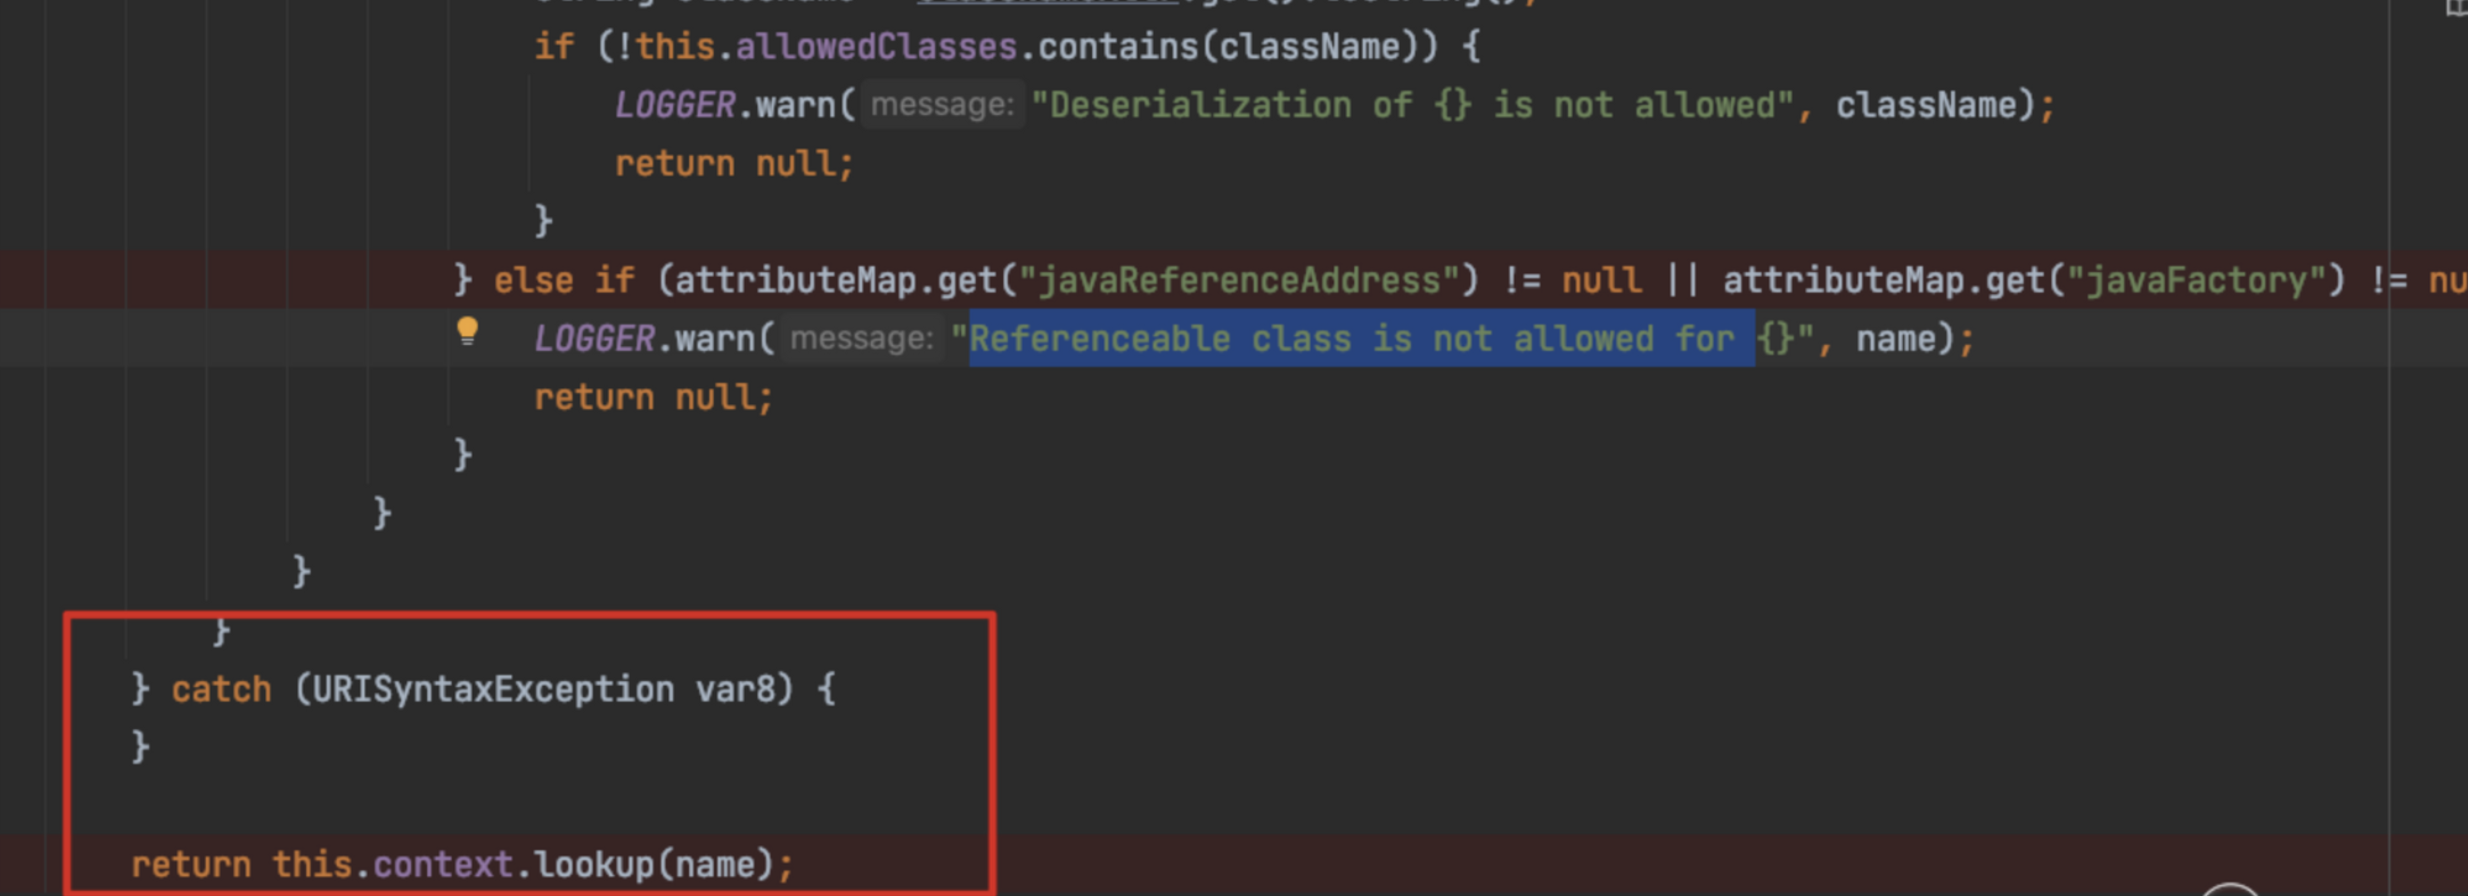 if (!this.allowedClasses.contains(className)) {
LOGGER.warn( message: "Deserialization of {} is not allowed", className);
return null;
}
} else if (attributeMap.get("javaReferenceAddress") != null || attributeMap.get("javaFactory") != nu
LOGGER.warn( message: "Referenceable class is not allowed for {}", name);
return null;
}
}
}
}
} catch (URISyntaxException var8) {
}
return this.context.lookup(name);